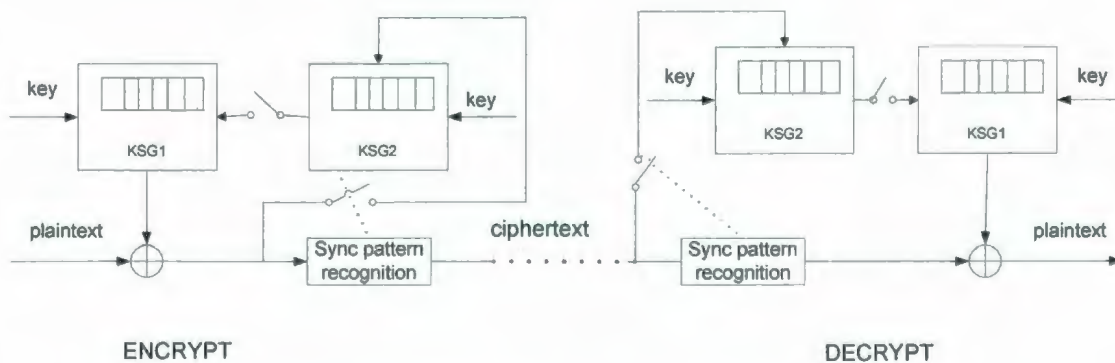 key
KSG1
KSG2
key
plaintext
Sync pattern
recognition
ciphertext
key
KSG2
KSG1
key
Sync pattern
recognition
plaintext
ENCRYPT
DECRYPT